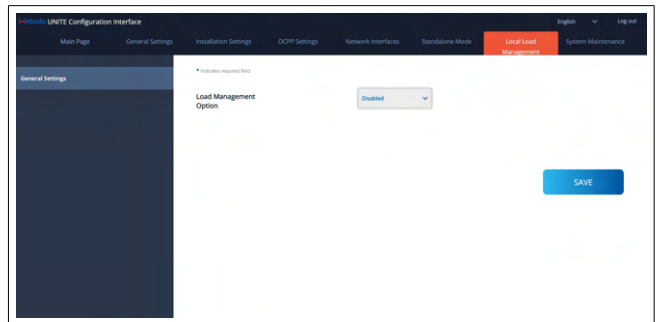 Webasto UNITE Configuration Interface
English
Log out
Main Page
General Settings
Installation Settings
OCPP Settings
Network Interfaces
Standalone Mode
Local Load
Management
System Maintenance
General Settings
* Indicates required field.
Load Management
Option
Disabled
SAVE